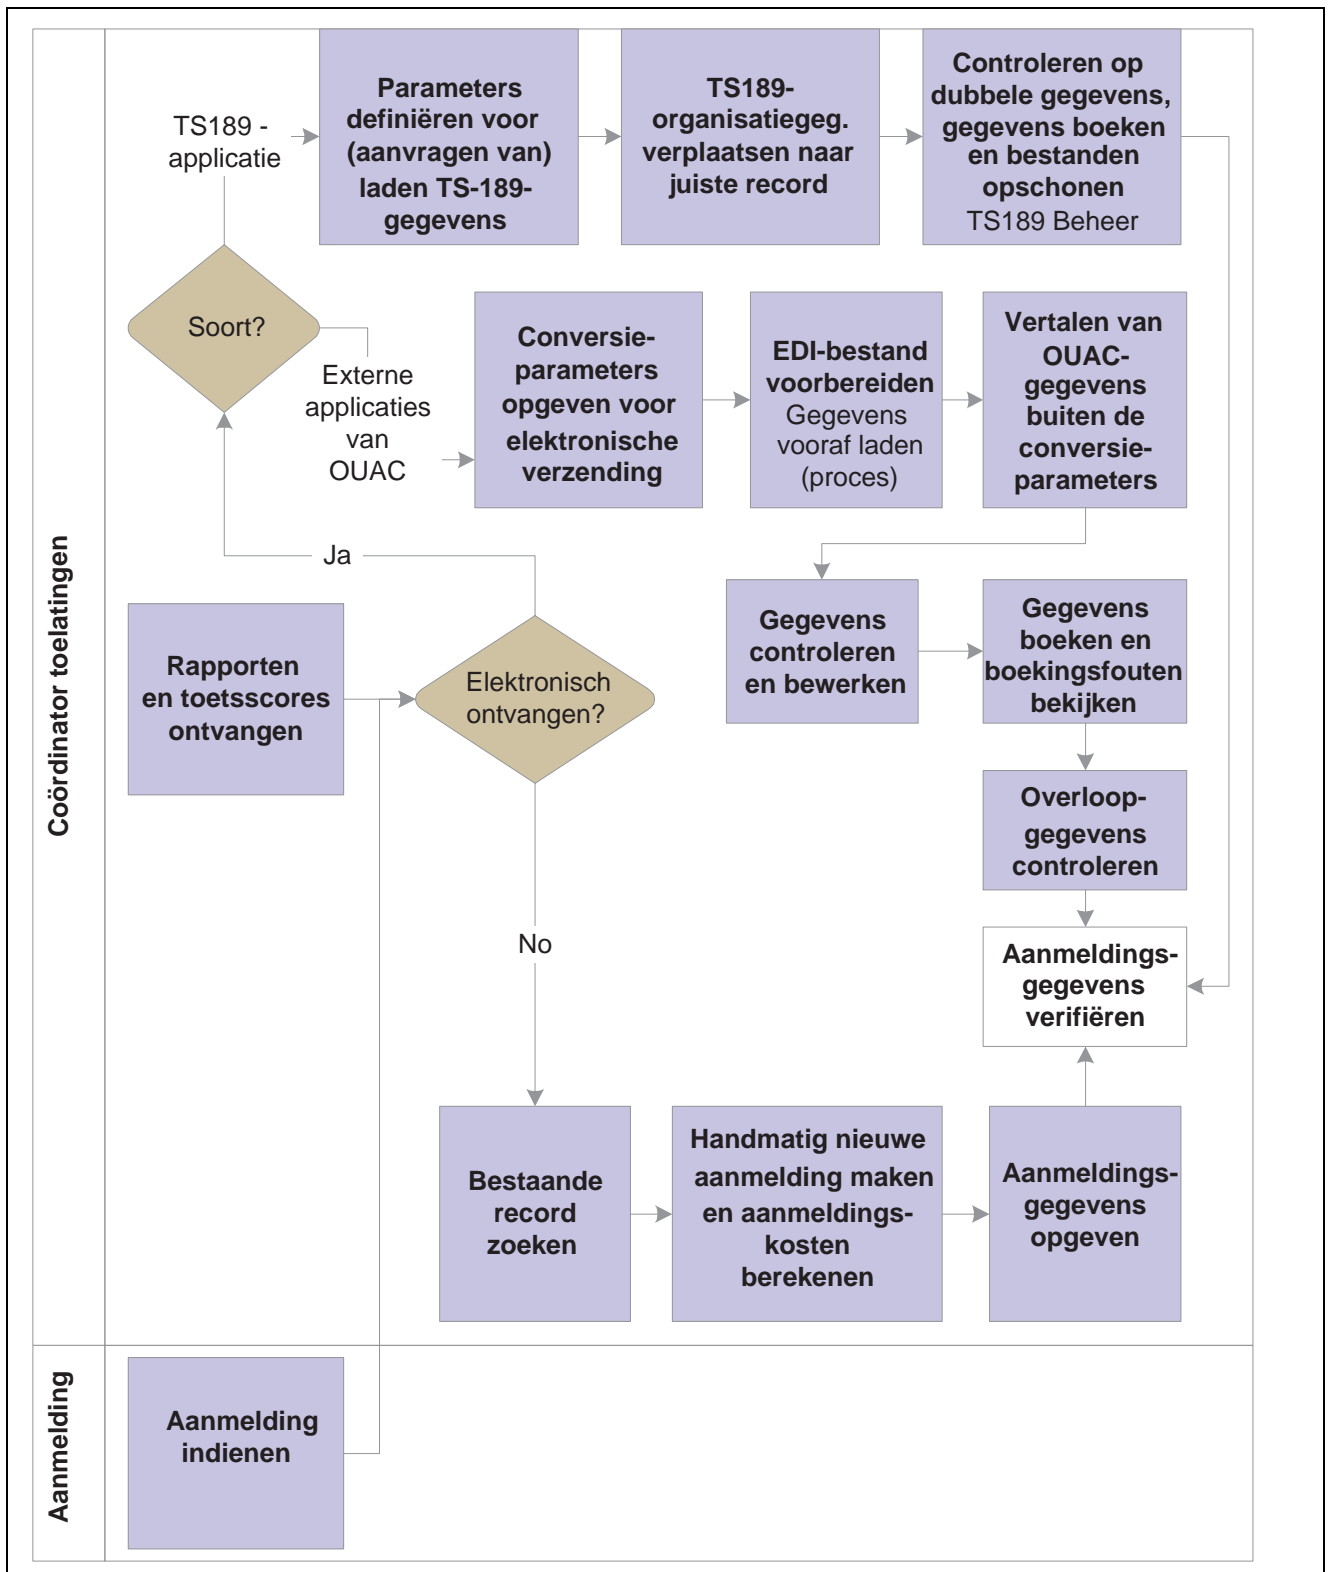 Coördinator toelatingen
TS189 -
applicatie
Parameters
definiëren voor
(aanvragen van)
laden TS-189-
gegevens
TS189-
organisatiegeg.
verplaatsen naar
juiste record
Controleren op
dubbele gegevens,
gegevens boeken
en bestanden
opschonen
TS189 Beheer
Soort?
Externe
applicaties
van
OUAC
Conversie-
parameters
opgeven voor
elektronische
verzending
EDI-bestand
voorbereiden
Gegevens
vooraf laden
(proces)
Vertalen van
OUAC-
gegevens
buiten de
conversie-
parameters
Ja
Rapporten
en toetsscores
ontvangen
Elektronisch
ontvangen?
Gegevens
controleren
en bewerken
Gegevens
boeken en
boekingsfouten
bekijken
Overloop-
gegevens
controleren
No
Aanmeldings-
gegevens
verifiëren
Bestaande
record
zoeken
Handmatig nieuwe
aanmelding maken
en aanmeldings-
kosten
berekenen
Aanmeldings-
gegevens
opgeven
Aanmelding
Aanmelding
indienen